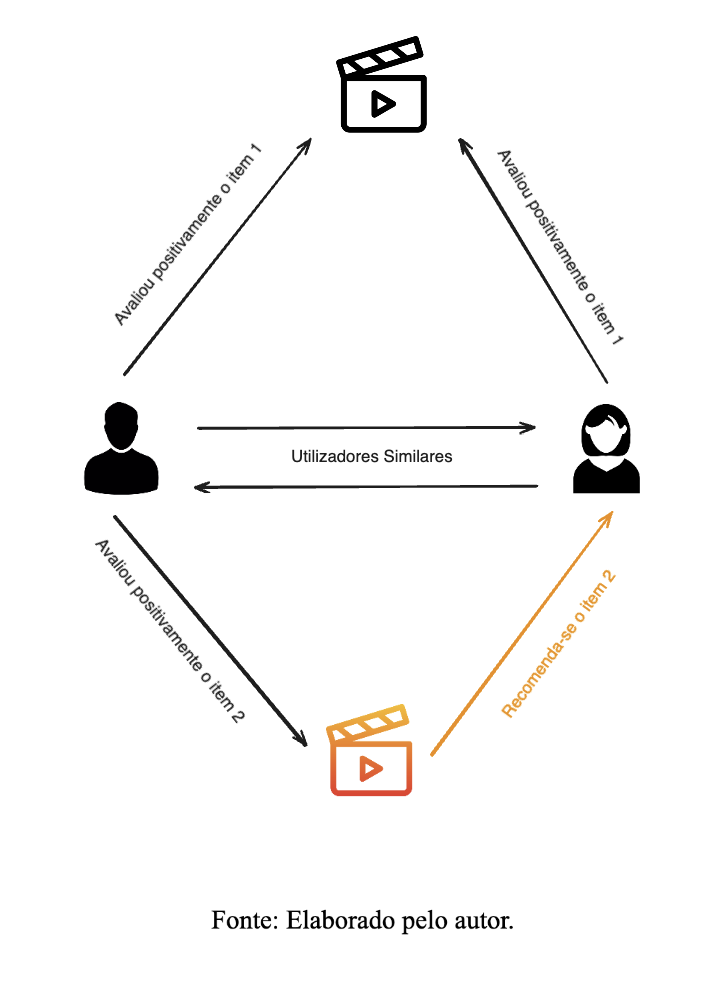 Avaliou positivamente o item 1
Avaliou positivamente o item 1
Utilizadores Similares
Avaliou positivamente o item 2
Recomenda-se o item 2
Fonte: Elaborado pelo autor.